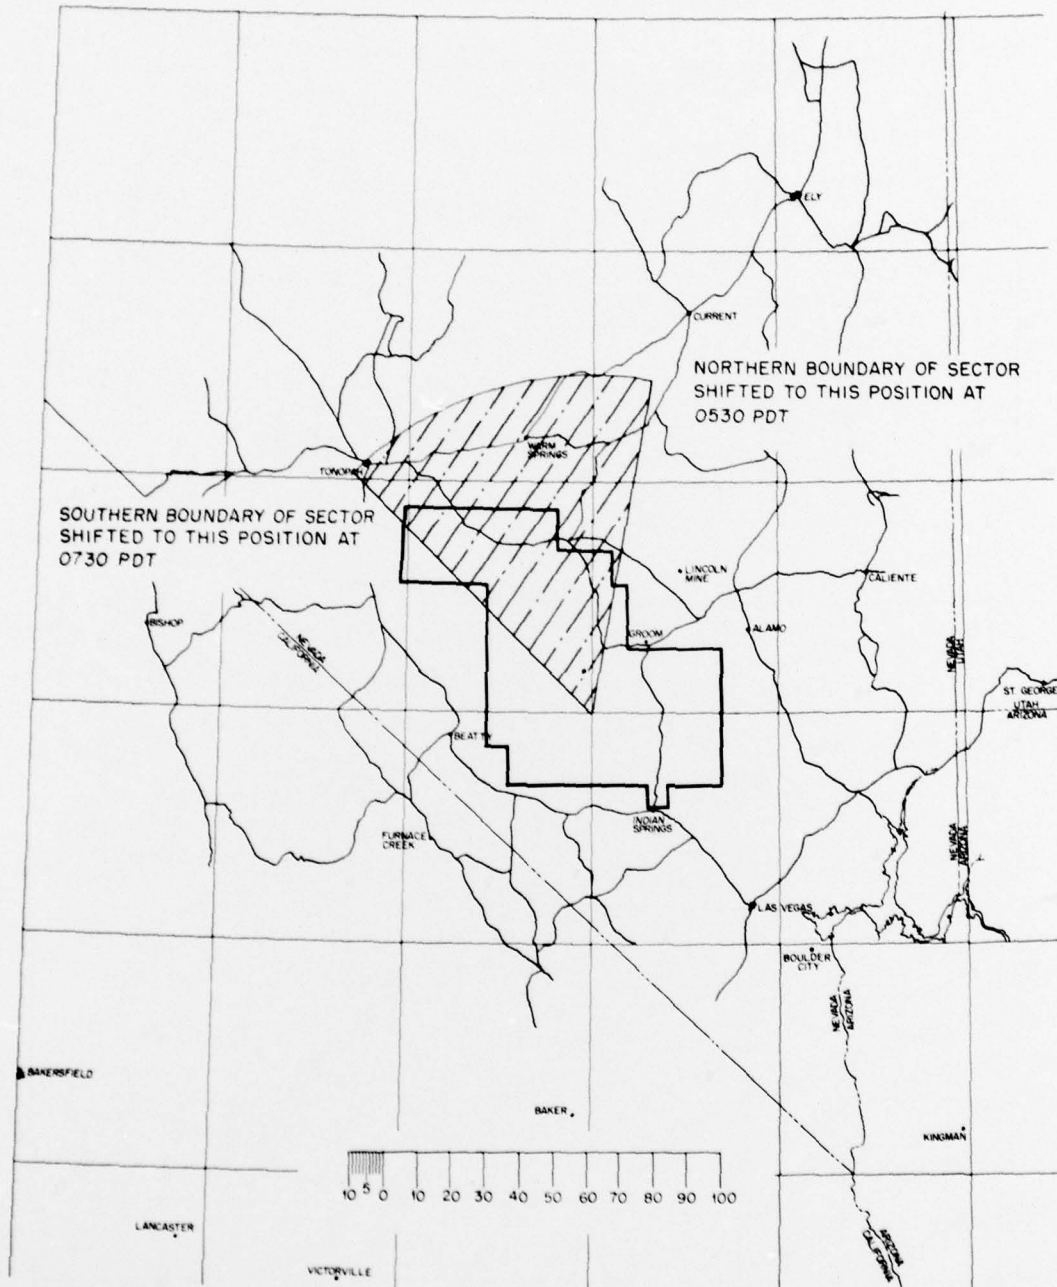 ELY
CURRENT
NORTHERN BOUNDARY OF SECTOR
SHIFTED TO THIS POSITION AT
0530 PDT
WARM
SPRINGS
TONOPAH
SOUTHERN BOUNDARY OF SECTOR
SHIFTED TO THIS POSITION AT
0730 PDT
LINCOLN
MINE
CALIENTE
BISHOP
NEVADA
CALIFORNIA
GROOM
ALAMO
NEVADA
UTAH
ST. GEORGE
UTAH
ARIZONA
BEATTY
INDIAN
SPRINGS
FURNACE
CREEK
NEVADA
ARIZONA
LAS VEGAS
BOULDER
CITY
NEVADA
ARIZONA
BAKERSFIELD
BAKER
KINGMAN
10 5 0 10 20 30 40 50 60 70 80 90 100
LANCASTER
ARIZONA
CALIFORNIA
VICTORVILLE